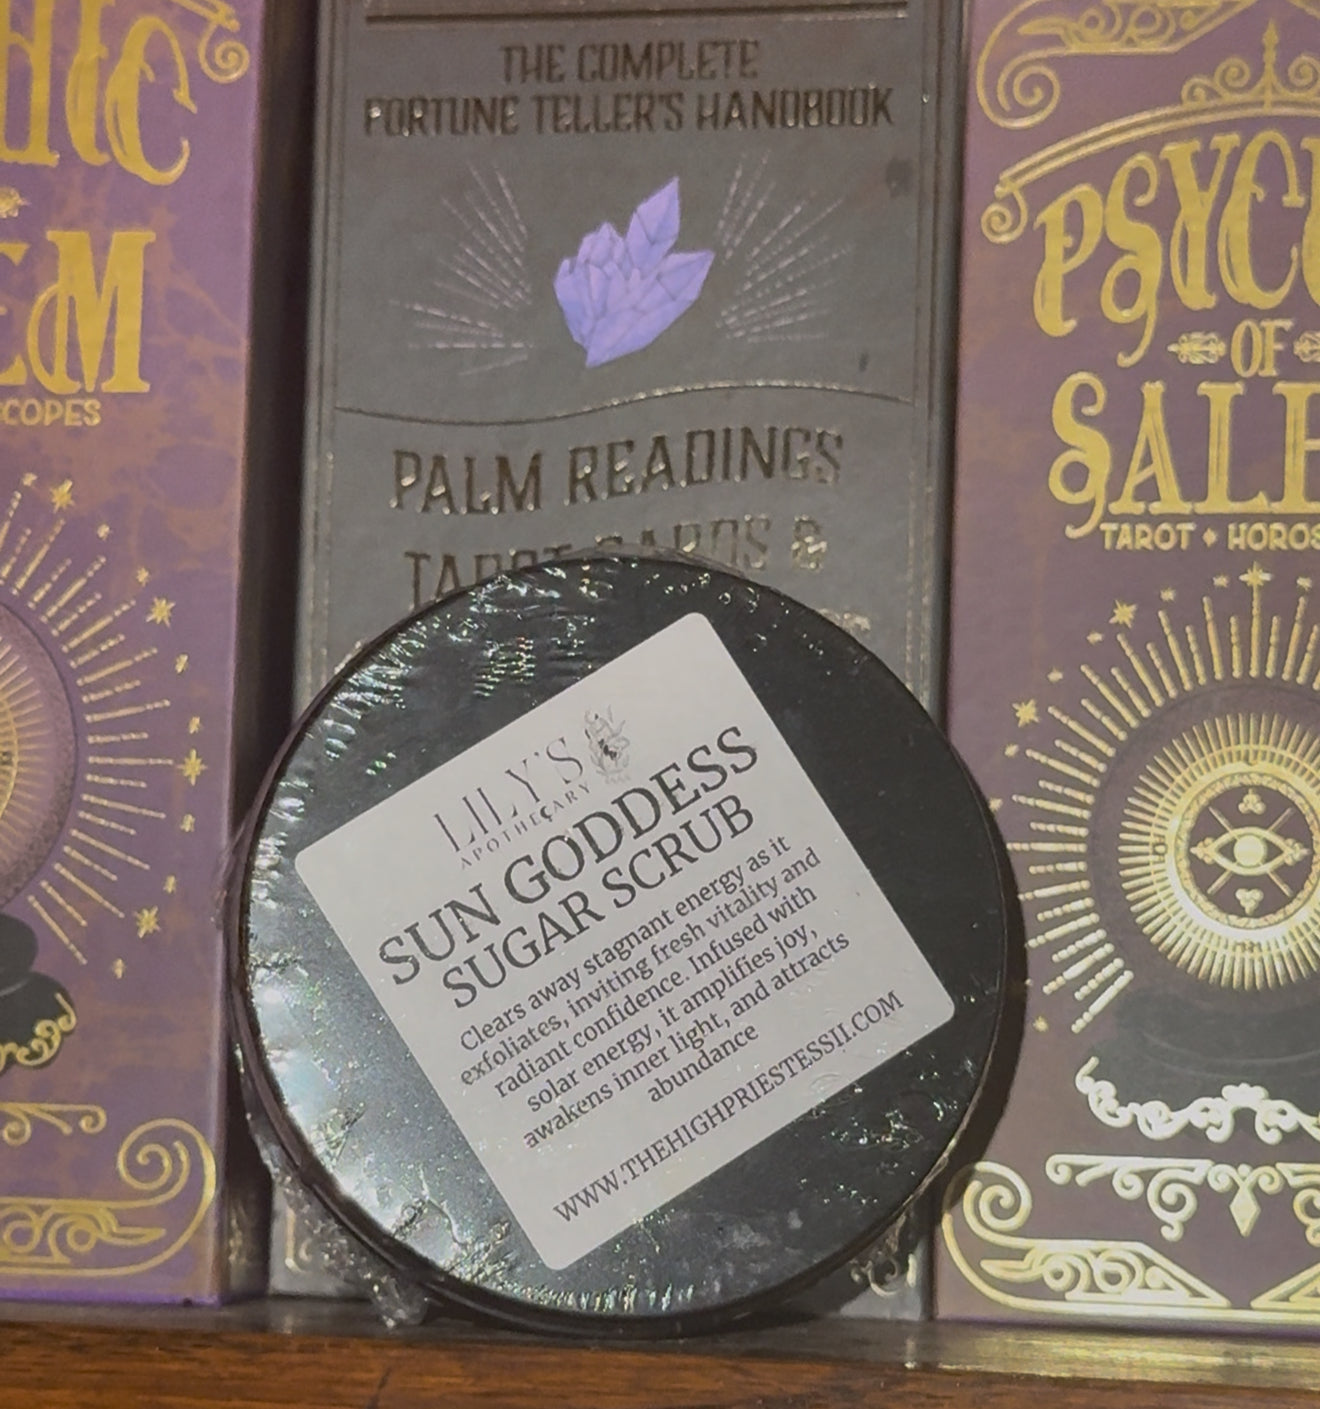 THE COMPLETE
FORTUNE TELLER'S HANDBOOK
PALM READINGS
TAROT CARDS &
EM
COPES
PSYC
OF
SALE
TAROT • HOROS
LILY'S
APOTHECARY
SUN GODDESS
SUGAR SCRUB
Clears away stagnant energy as it
exfoliates, inviting fresh vitality and
radiant confidence. Infused with
solar energy, it amplifies joy,
awakens inner light, and attracts
abundance
WWW.THEHIGHPRIESTESSII.COM